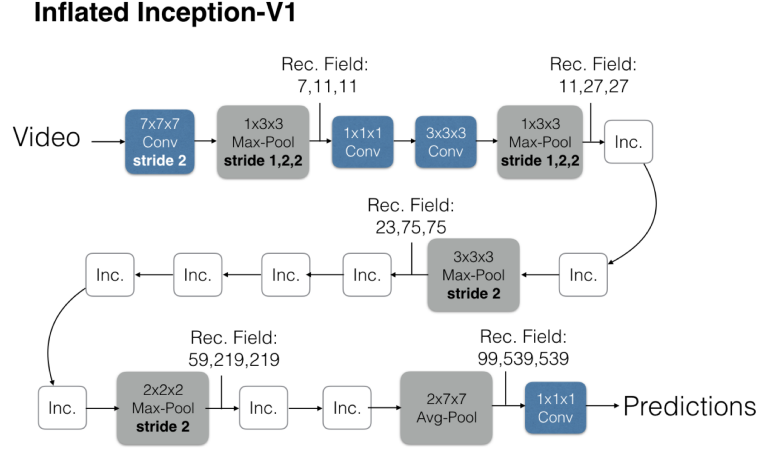 Inflated Inception-V1
Rec. Field:
7,11,11
Rec. Field:
11,27,27
Video
7x7x7
Conv
stride 2
1x3x3
Max-Pool
stride 1,2,2
1x1x1
Conv
3x3x3
Conv
1x3x3
Max-Pool
stride 1,2,2
Inc.
Rec. Field:
23,75,75
Inc.
Inc.
Inc.
Inc.
3x3x3
Max-Pool
stride 2
Inc.
Rec. Field:
59,219,219
Rec. Field:
99,539,539
Inc.
2x2x2
Max-Pool
stride 2
Inc.
Inc.
2x7x7
Avg-Pool
1x1x1
Conv
Predictions